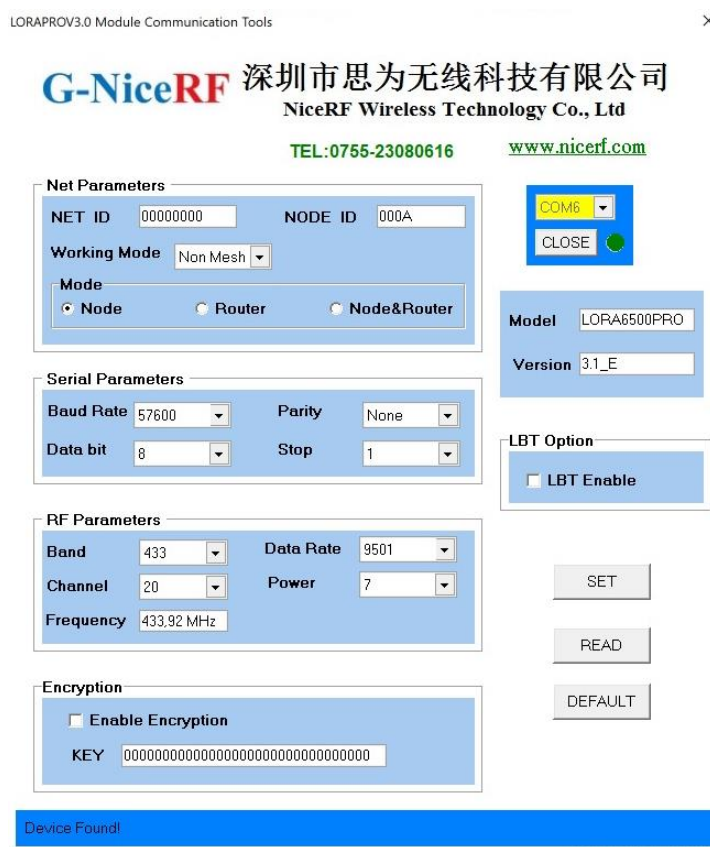 LORAPROV3.0 Module Communication Tools
G-NiceRF 深圳市思为无线科技有限公司
NiceRF Wireless Technology Co., Ltd
TEL:0755-23080616 www.nicerf.com
Net Parameters
NET ID 00000000 NODE ID 000A
Working Mode Non Mesh
Mode
Node Router Node&Router
COM6
CLOSE
Model LORA6500PRO
Version 3.1_E
Serial Parameters
Baud Rate 57600 Parity None
Data bit 8 Stop 1
LBT Option
LBT Enable
RF Parameters
Band 433 Data Rate 9501
Channel 20 Power 7
Frequency 433,92 MHz
SET
READ
DEFAULT
Encryption
Enable Encryption
KEY 00000000000000000000000000000000
Device Found!